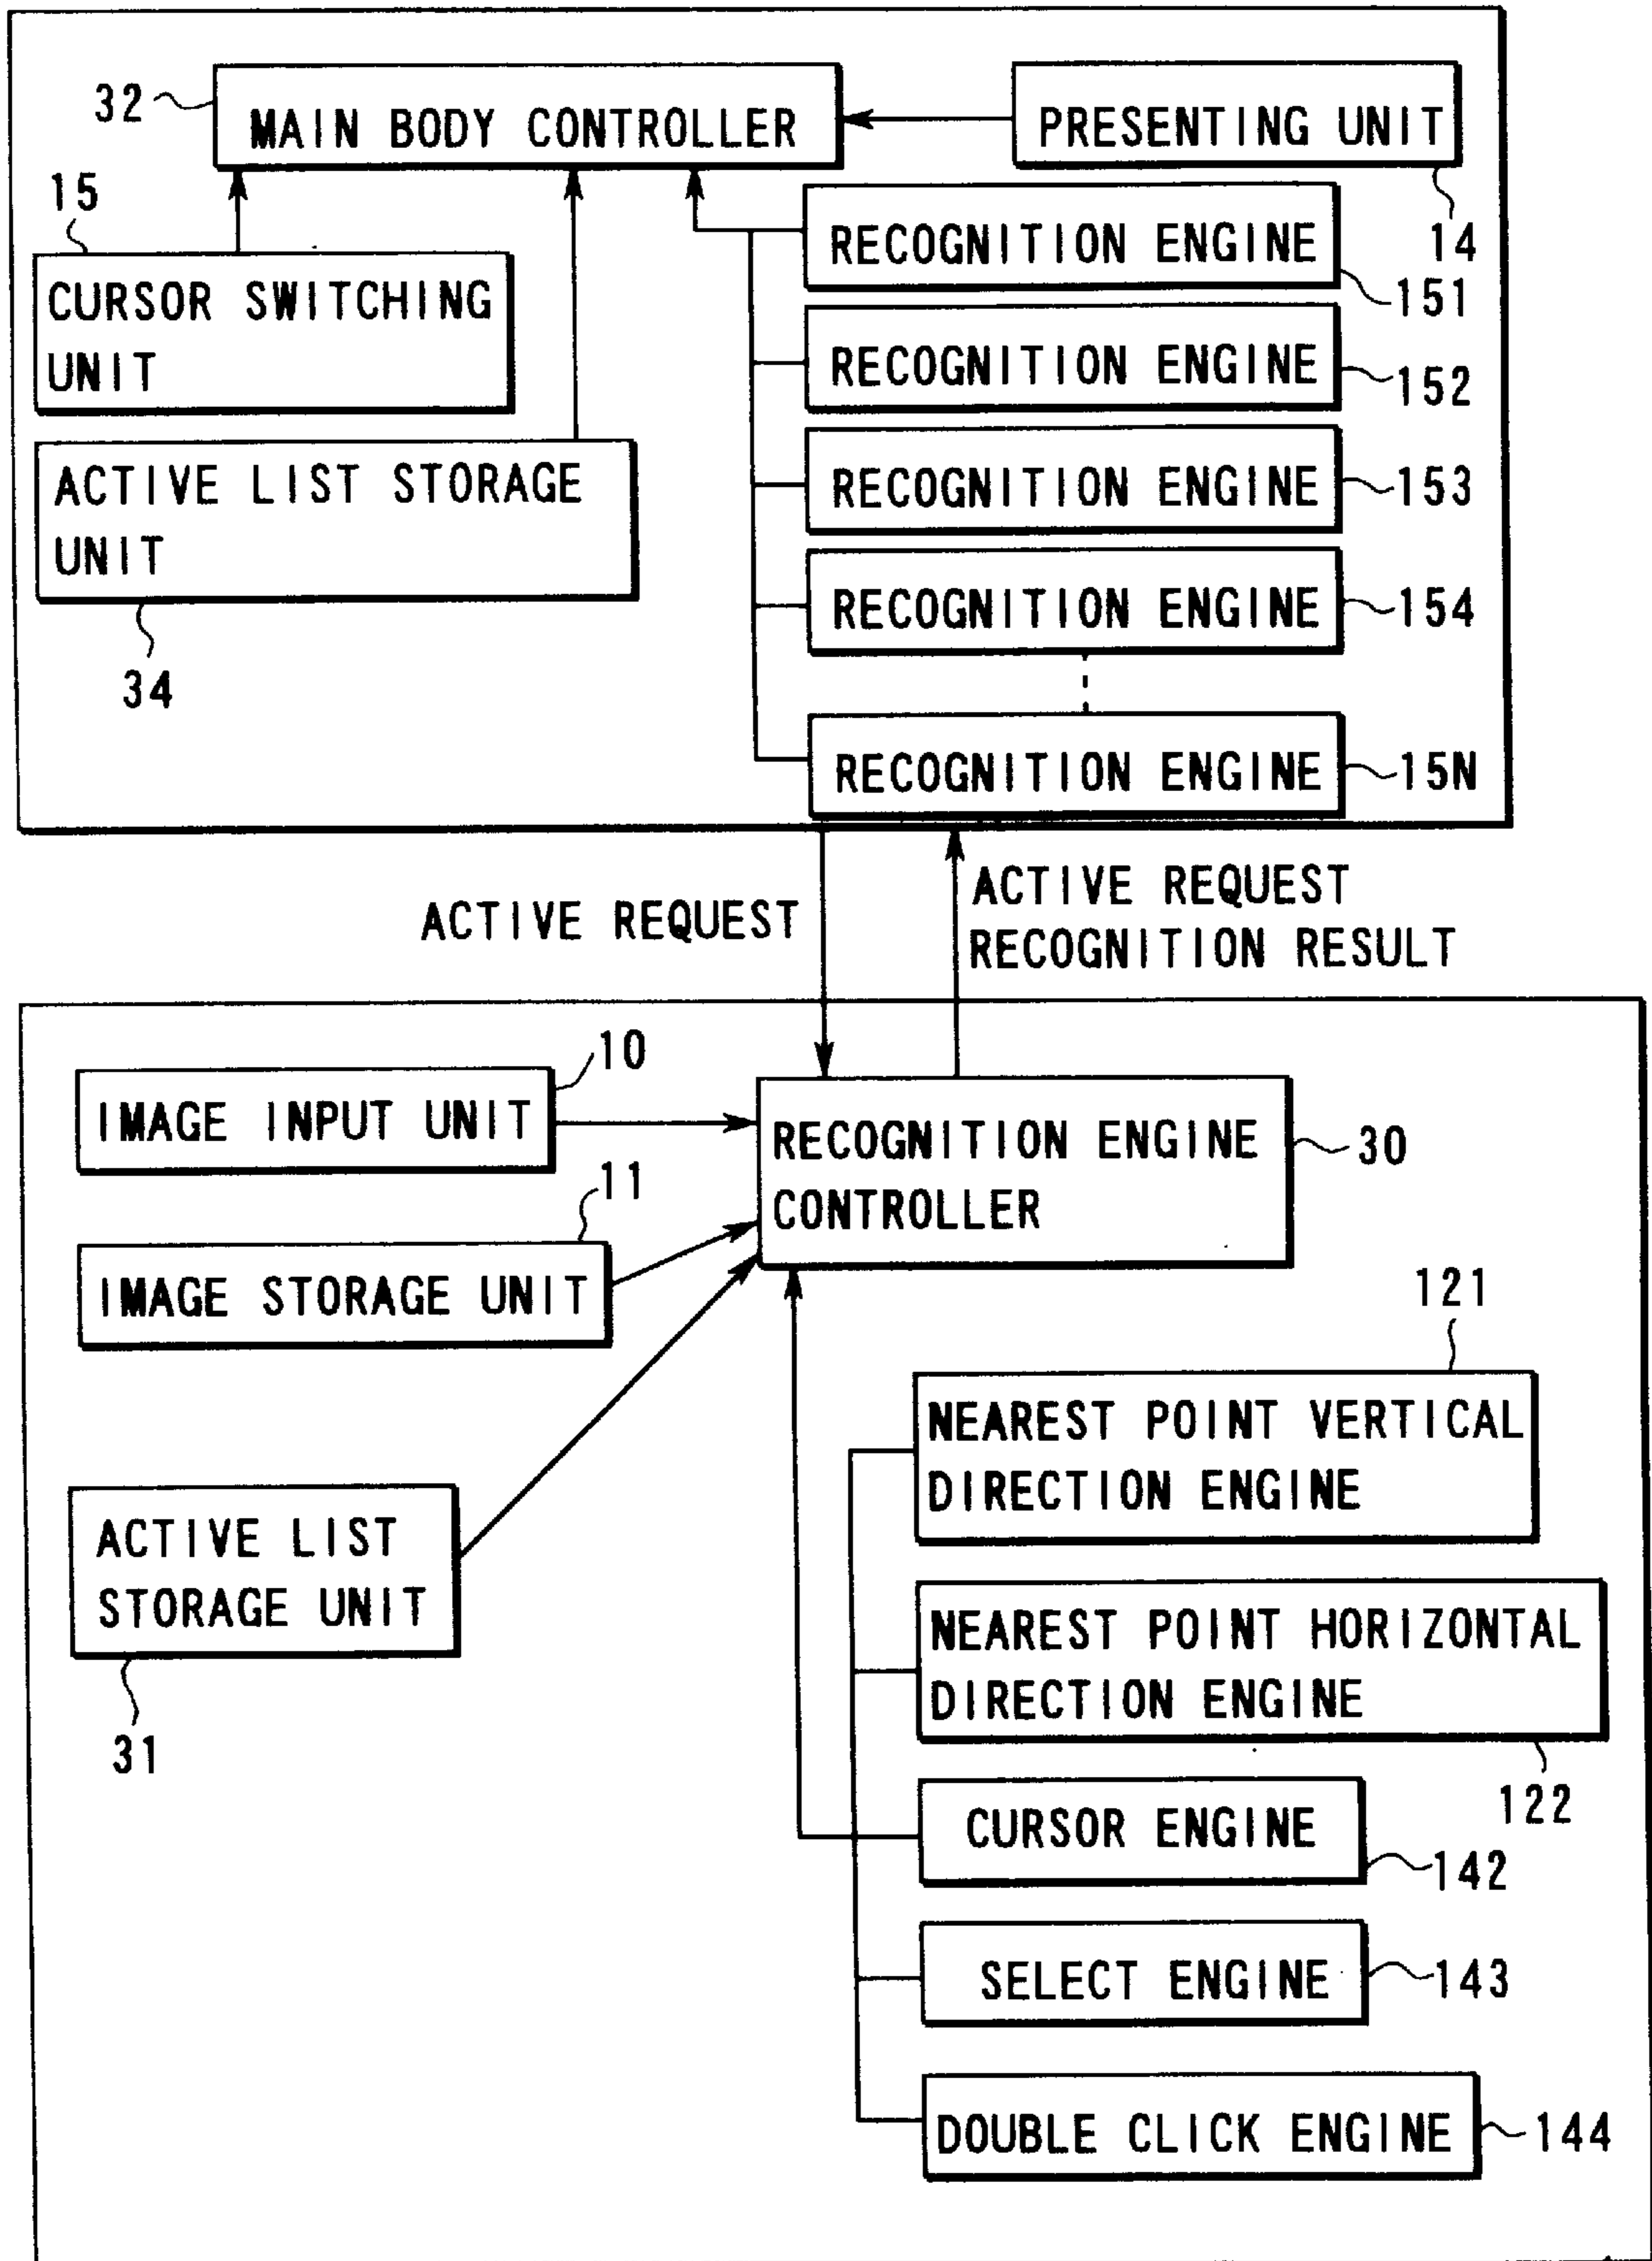 32
MAIN BODY CONTROLLER
PRESENTING UNIT
14
15
CURSOR SWITCHING
UNIT
ACTIVE LIST STORAGE
UNIT
34
RECOGNITION ENGINE
151
RECOGNITION ENGINE
152
RECOGNITION ENGINE
153
RECOGNITION ENGINE
154
RECOGNITION ENGINE
15N
ACTIVE REQUEST
ACTIVE REQUEST
RECOGNITION RESULT
10
IMAGE INPUT UNIT
11
IMAGE STORAGE UNIT
RECOGNITION ENGINE
CONTROLLER
30
ACTIVE LIST
STORAGE UNIT
31
121
NEAREST POINT VERTICAL
DIRECTION ENGINE
NEAREST POINT HORIZONTAL
DIRECTION ENGINE
122
CURSOR ENGINE
142
SELECT ENGINE
143
DOUBLE CLICK ENGINE
144